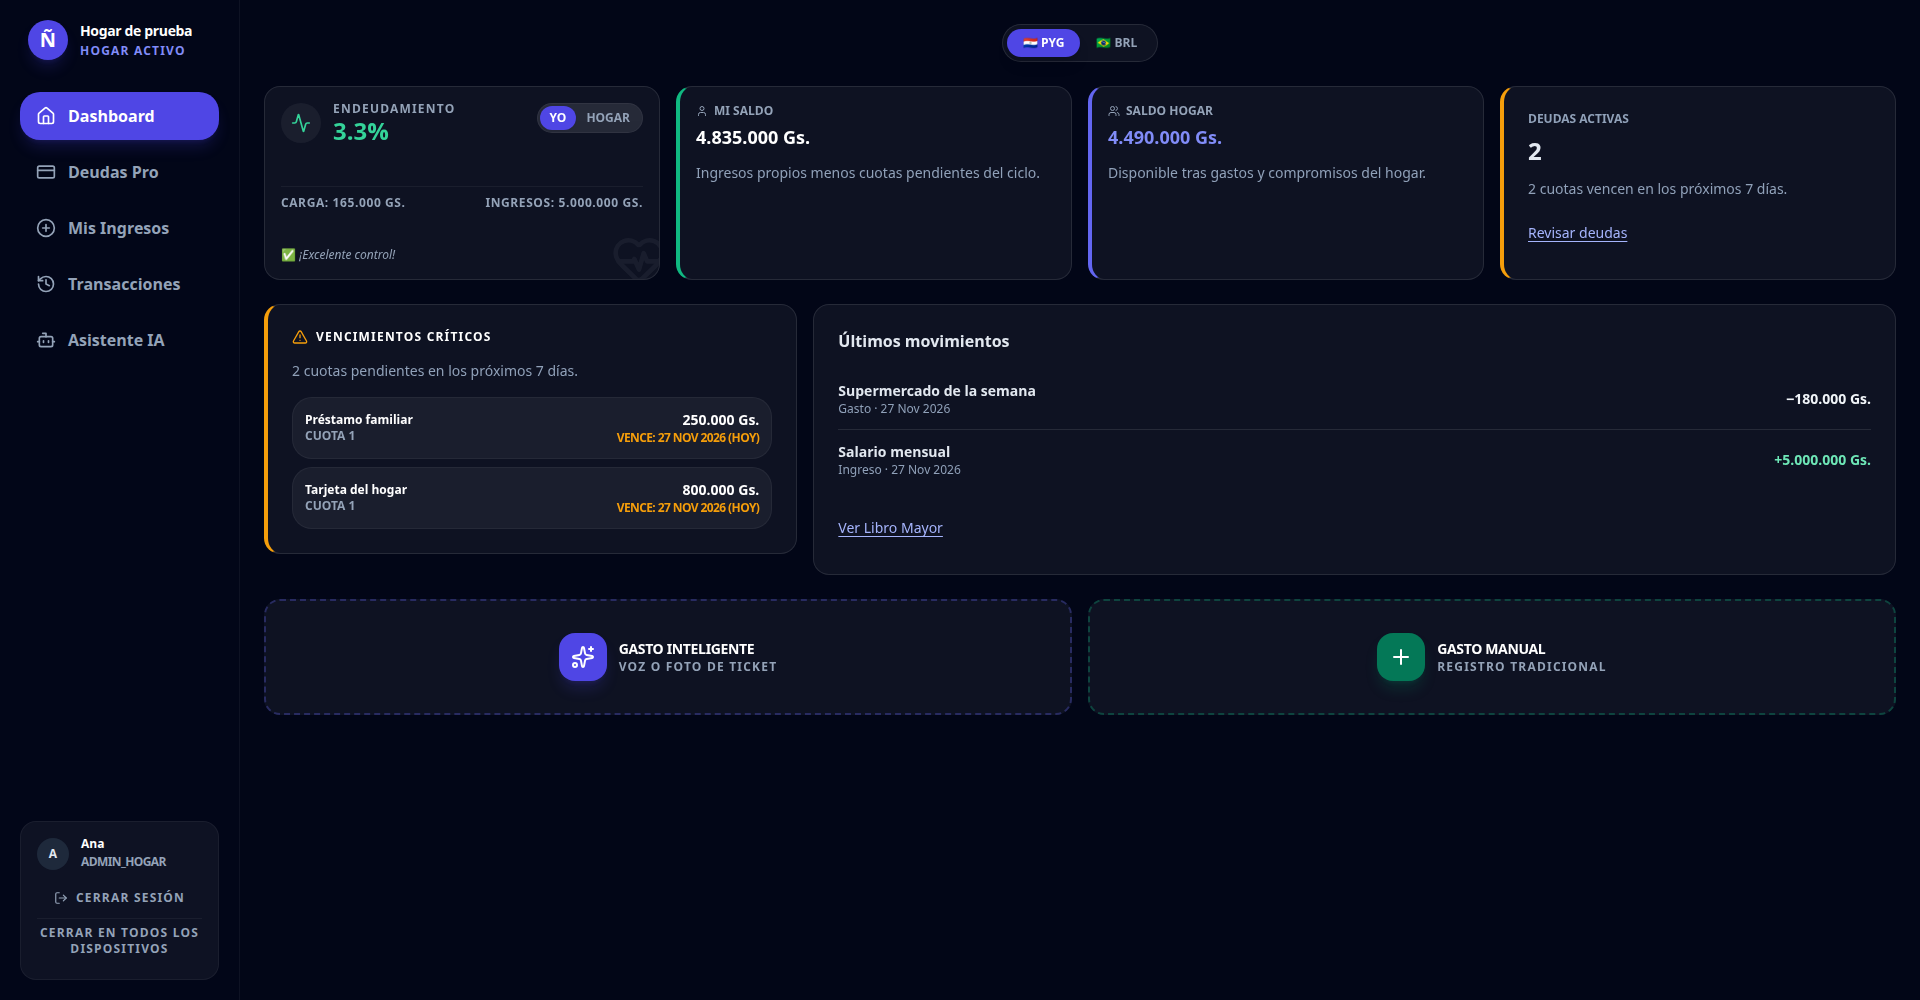 Ñ
Hogar de prueba
HOGAR ACTIVO
Dashboard
Deudas Pro
Mis Ingresos
Transacciones
Asistente IA
A
Ana
ADMIN_HOGAR
CERRAR SESIÓN
CERRAR EN TODOS LOS
DISPOSITIVOS
🇵🇾 PYG
🇧🇷 BRL
ENDEUDAMIENTO
3.3%
YO
HOGAR
CARGA: 165.000 GS.
INGRESOS: 5.000.000 GS.
✅ ¡Excelente control!
MI SALDO
4.835.000 Gs.
Ingresos propios menos cuotas pendientes del ciclo.
SALDO HOGAR
4.490.000 Gs.
Disponible tras gastos y compromisos del hogar.
DEUDAS ACTIVAS
2
2 cuotas vencen en los próximos 7 días.
Revisar deudas
VENCIMIENTOS CRÍTICOS
2 cuotas pendientes en los próximos 7 días.
Préstamo familiar
250.000 Gs.
CUOTA 1
VENCE: 27 NOV 2026 (HOY)
Tarjeta del hogar
800.000 Gs.
CUOTA 1
VENCE: 27 NOV 2026 (HOY)
Últimos movimientos
Supermercado de la semana
Gasto · 27 Nov 2026
−180.000 Gs.
Salario mensual
Ingreso · 27 Nov 2026
+5.000.000 Gs.
Ver Libro Mayor
GASTO INTELIGENTE
VOZ O FOTO DE TICKET
GASTO MANUAL
REGISTRO TRADICIONAL